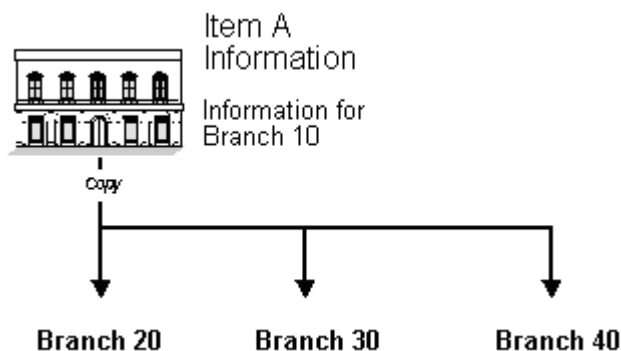 Item A
Information
Information for
Branch 10
Copy
Branch 20 Branch 30 Branch 40